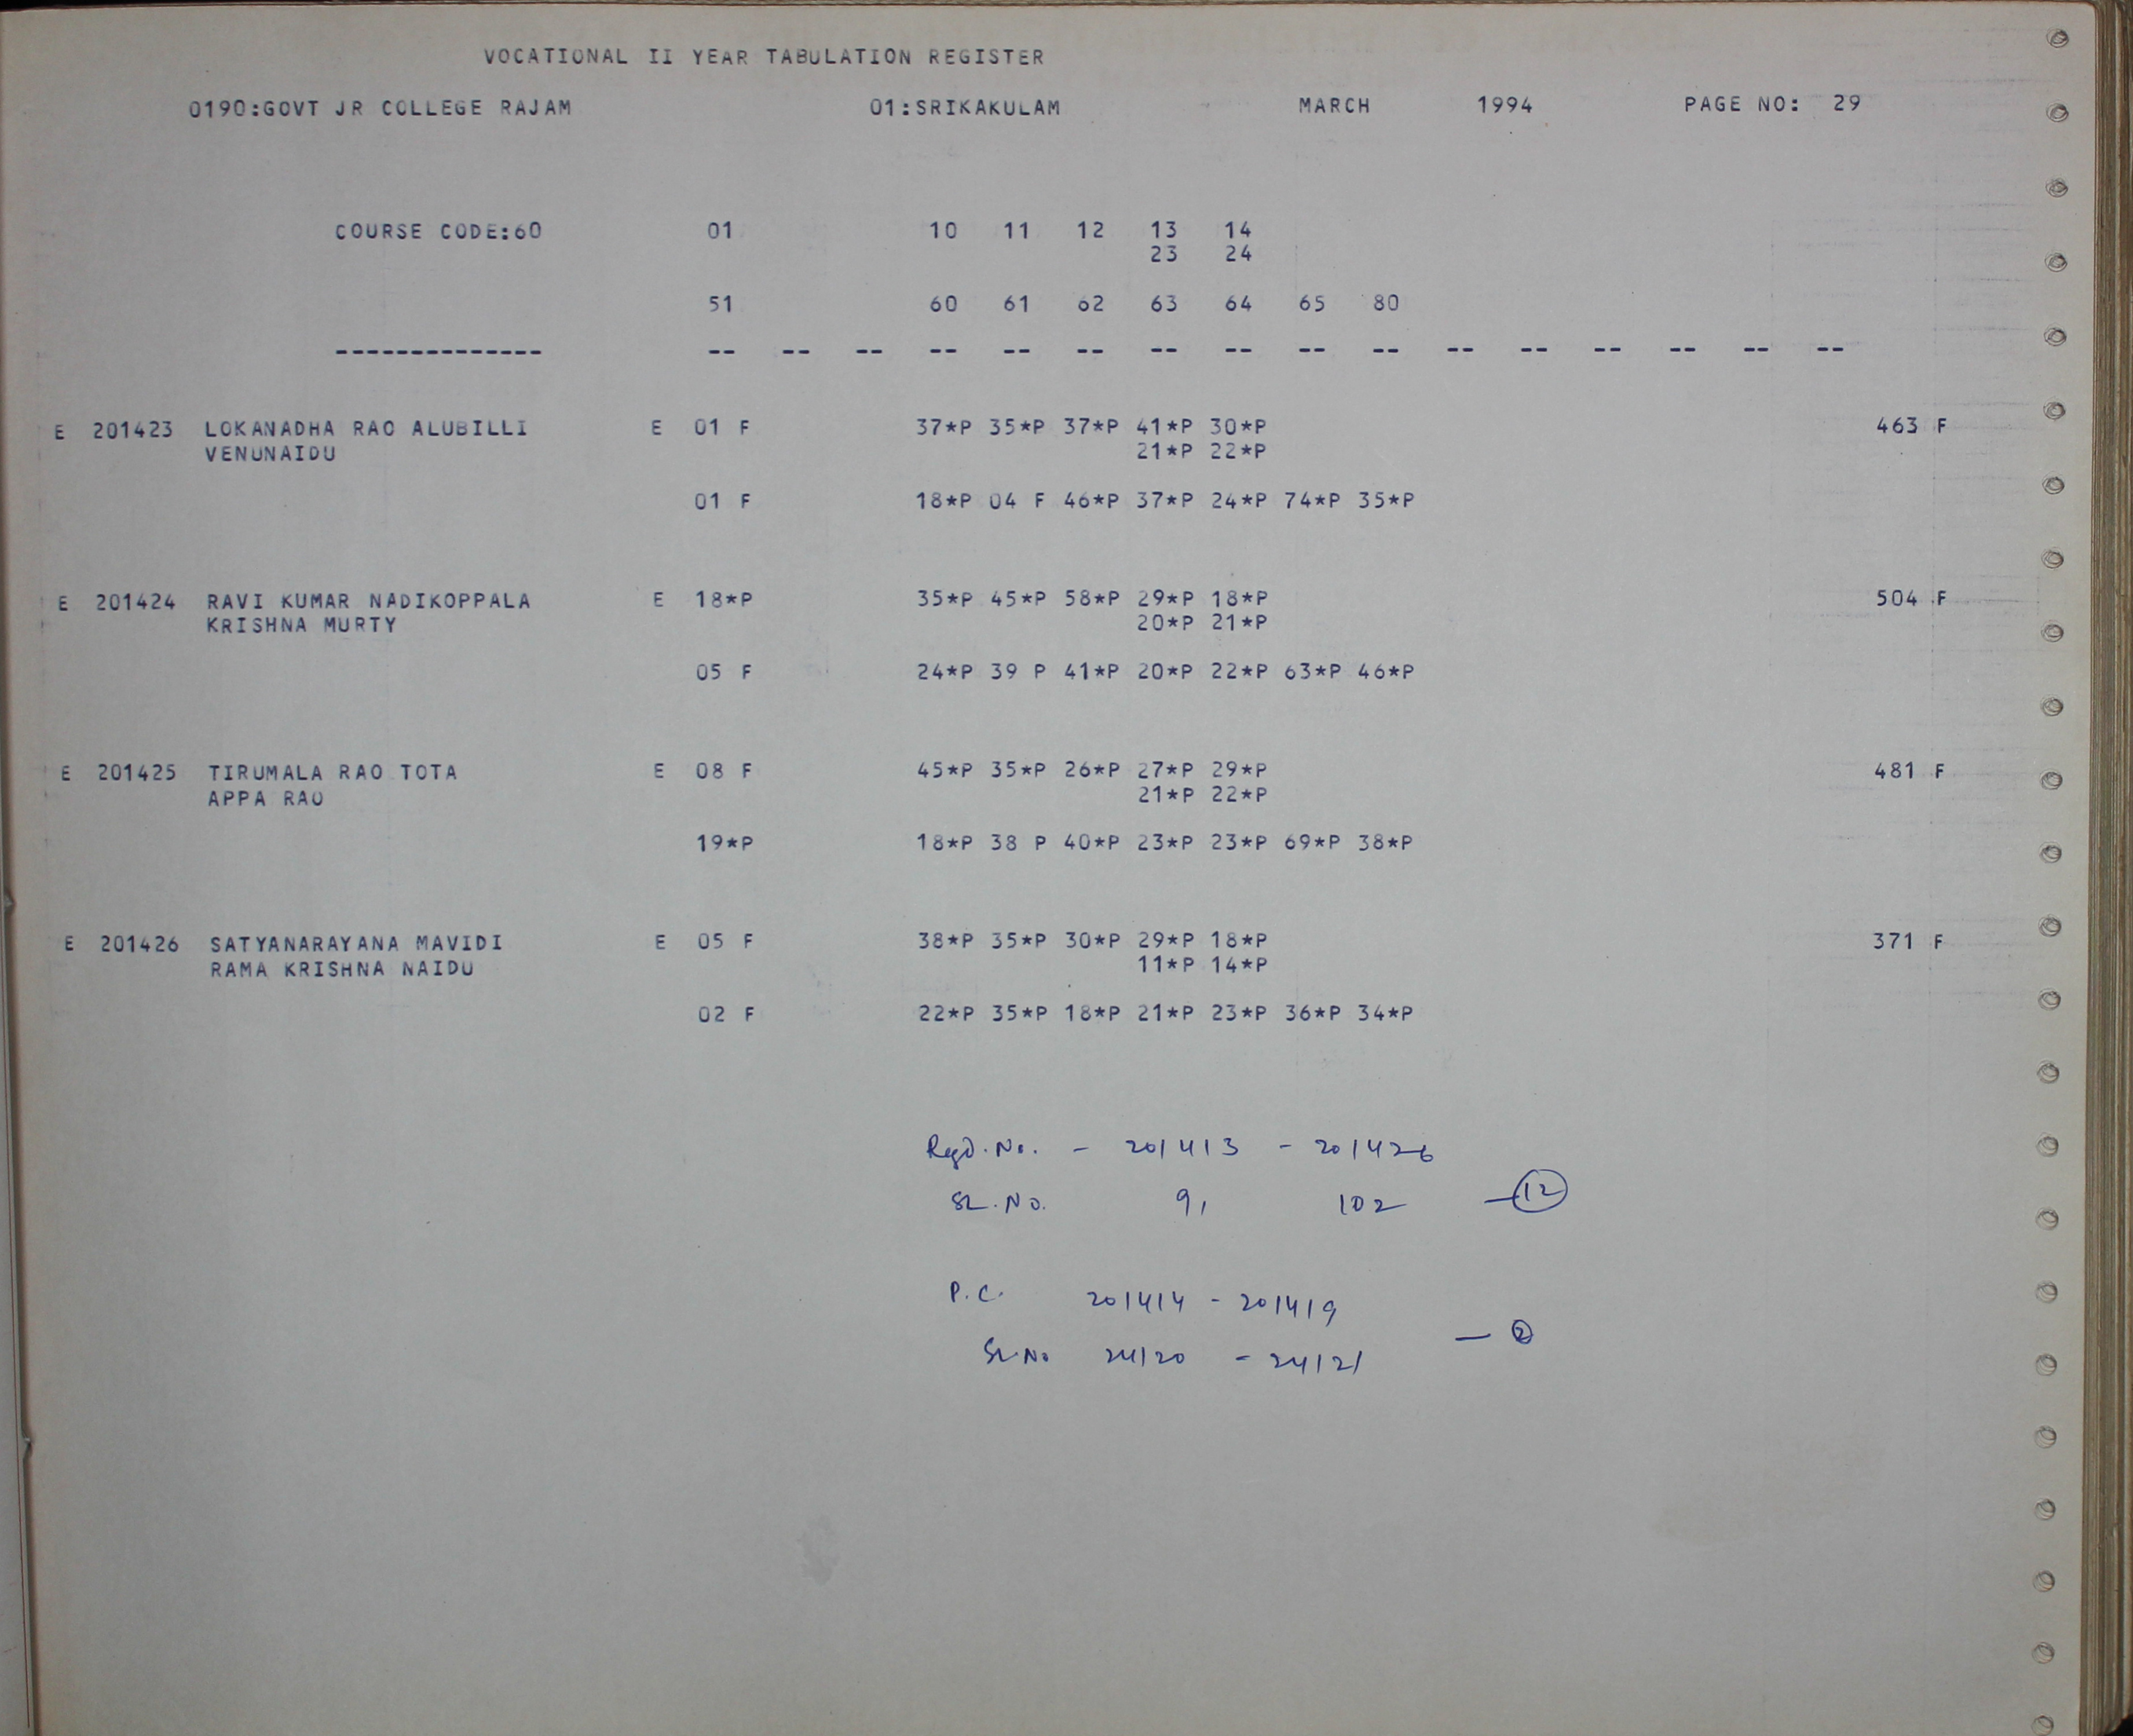 VOCATIONAL II YEAR TABULATION REGISTER
0190:GOVT JR COLLEGE RAJAM 01:SRIKAKULAM MARCH 1994 PAGE NO: 29
COURSE CODE:60 01 10 11 12 13 14
23 24
51 60 61 62 63 64 65 80
-------------- -- -- -- -- -- -- -- -- -- -- -- -- -- -- -- --
E 201423 LOKANADHA RAO ALUBILLI E 01 F 37*P 35*P 37*P 41*P 30*P 463 F
VENUNAIDU 21*P 22*P
01 F 18*P 04 F 46*P 37*P 24*P 74*P 35*P
E 201424 RAVI KUMAR NADIKOPPALA E 18*P 35*P 45*P 58*P 29*P 18*P 504 F
KRISHNA MURTY 20*P 21*P
05 F 24*P 39 P 41*P 20*P 22*P 63*P 46*P
E 201425 TIRUMALA RAO TOTA E 08 F 45*P 35*P 26*P 27*P 29*P 481 F
APPA RAO 21*P 22*P
19*P 18*P 38 P 40*P 23*P 23*P 69*P 38*P
E 201426 SATYANARAYANA MAVIDI E 05 F 38*P 35*P 30*P 29*P 18*P 371 F
RAMA KRISHNA NAIDU 11*P 14*P
02 F 22*P 35*P 18*P 21*P 23*P 36*P 34*P
Regd. No. - 201413 - 201426
SL. No. 91 102 - 12
P.C. 201414 - 201419
SL. No 24120 - 24121 - 2